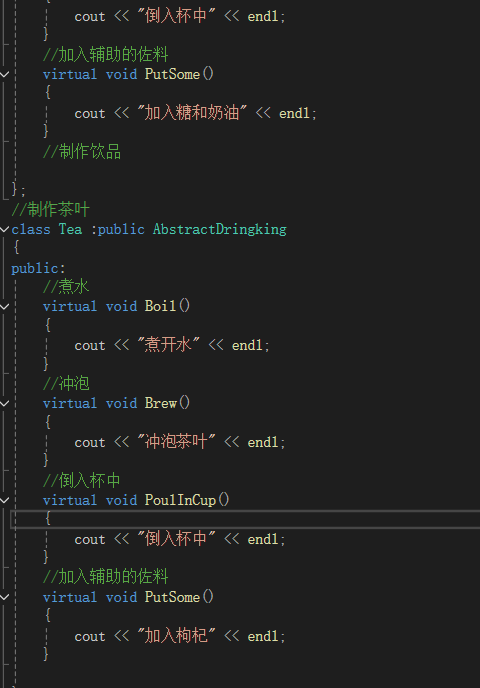 {
cout << "倒入杯中" << endl;
}
//加入辅助的佐料
virtual void PutSome()
{
cout << "加入糖和奶油" << endl;
}
//制作饮品
};
//制作茶叶
class Tea :public AbstractDringking
{
public:
//煮水
virtual void Boil()
{
cout << "煮开水" << endl;
}
//冲泡
virtual void Brew()
{
cout << "冲泡茶叶" << endl;
}
//倒入杯中
virtual void PoulInCup()
{
cout << "倒入杯中" << endl;
}
//加入辅助的佐料
virtual void PutSome()
{
cout << "加入枸杞" << endl;
}
}